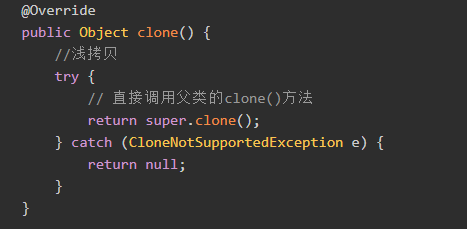 @Override
public Object clone() {
//浅拷贝
try {
// 直接调用父类的clone()方法
return super.clone();
} catch (CloneNotSupportedException e) {
return null;
}
}